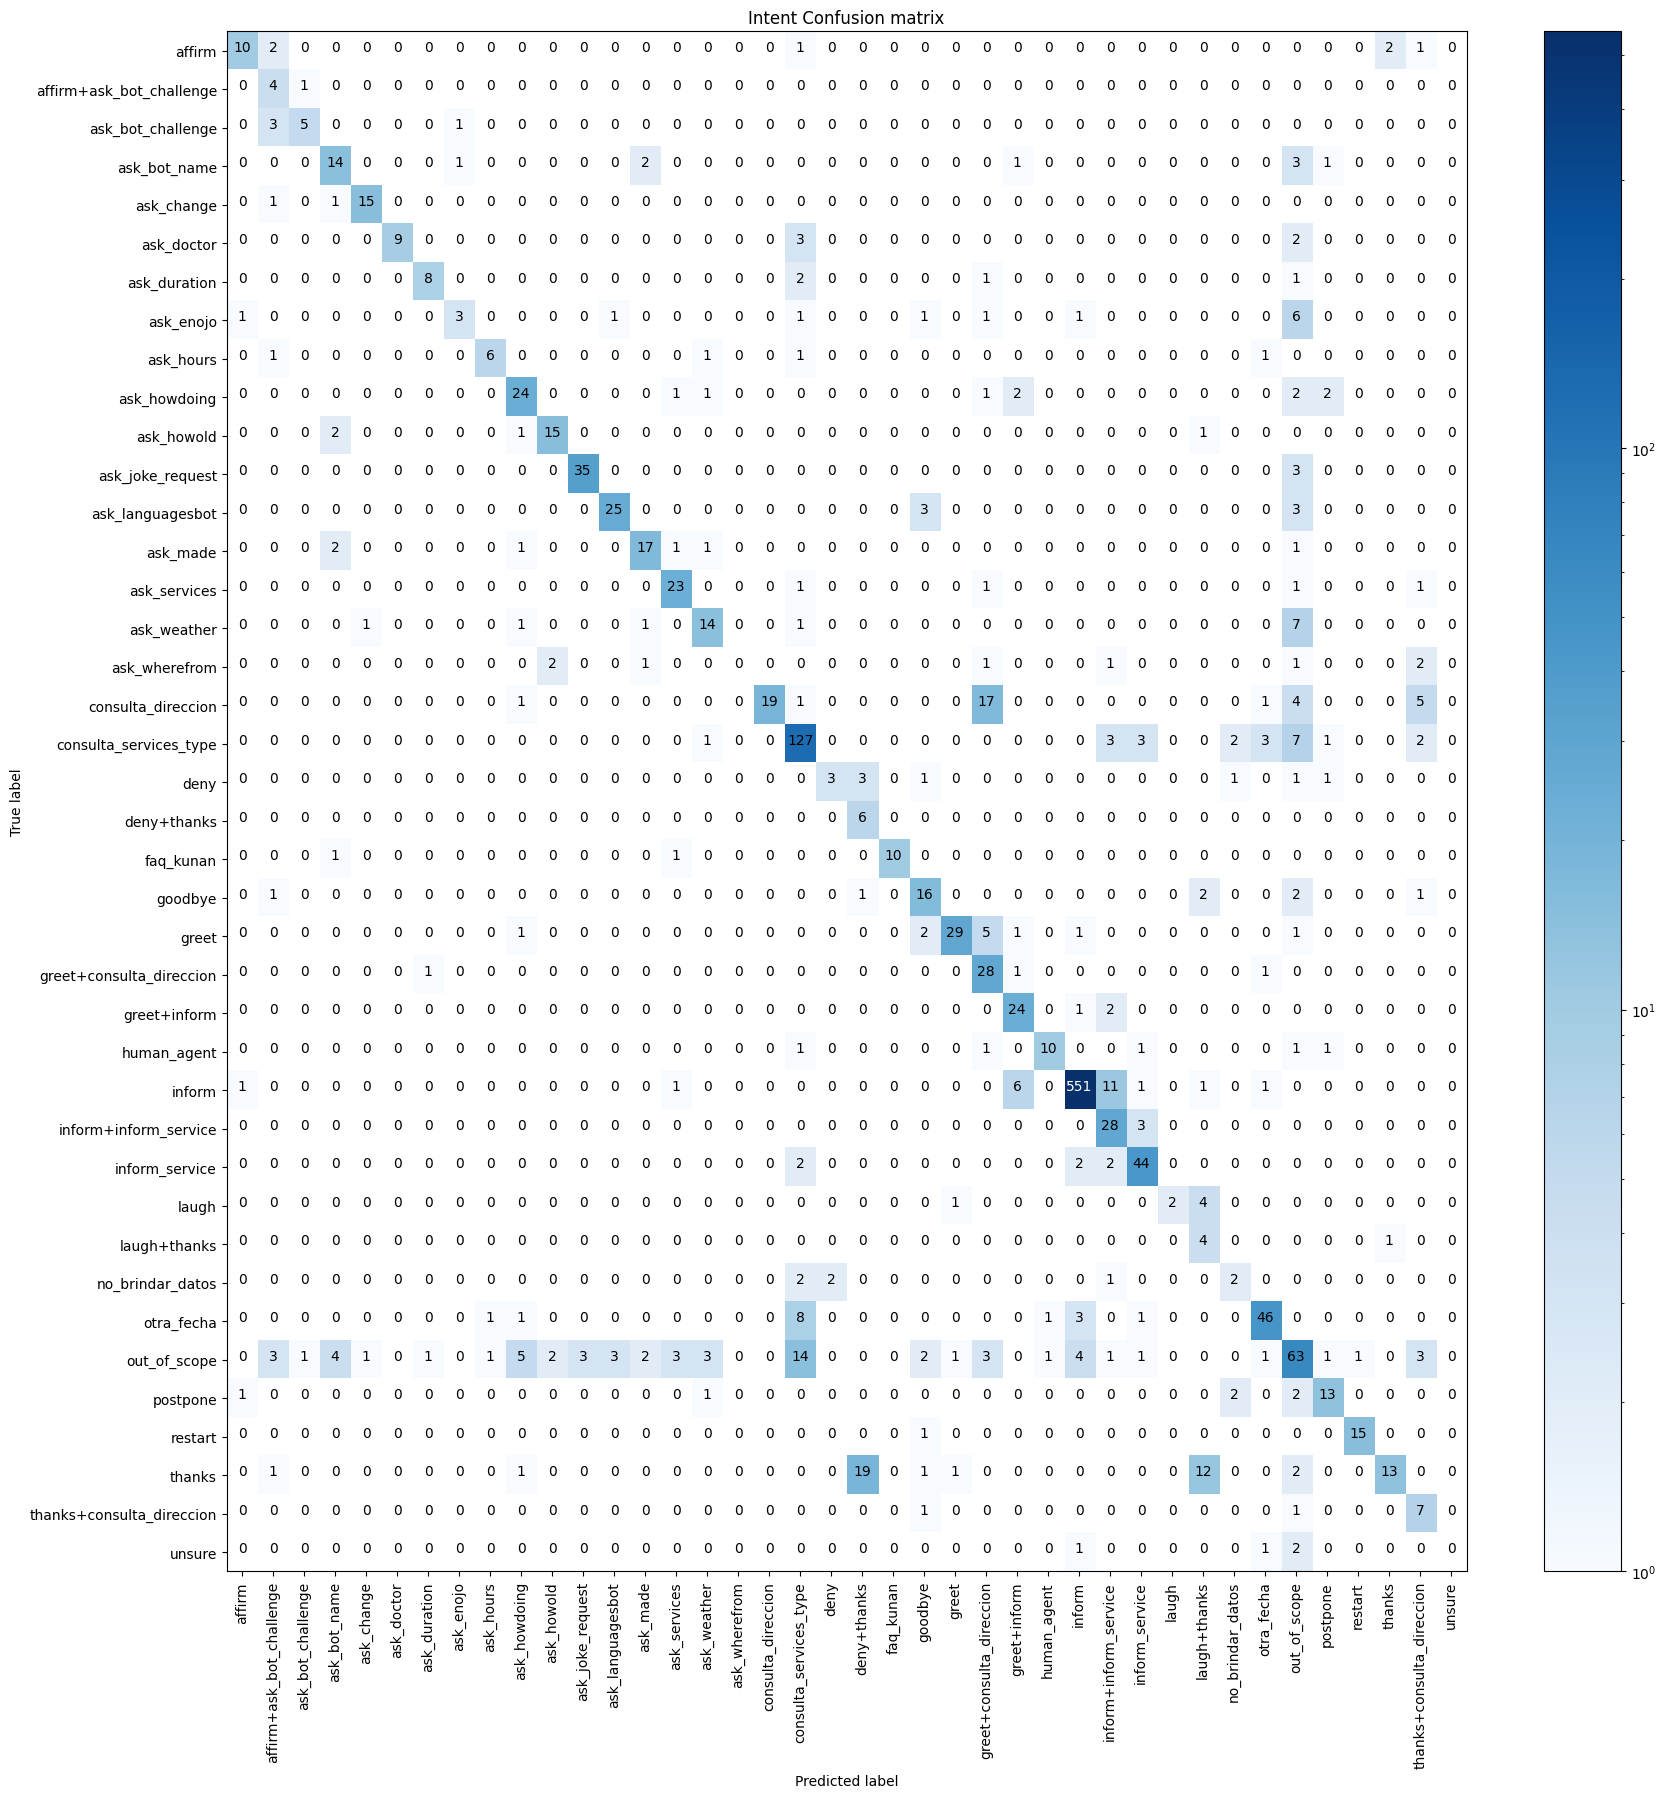 Intent Confusion matrix
affirm 10 2 0 0 0 0 0 0 0 0 0 0 0 0 0 0 0 0 1 0 0 0 0 0 0 0 0 0 0 0 0 0 0 0 0 0 0 2 1 0
affirm+ask_bot_challenge 0 4 1 0 0 0 0 0 0 0 0 0 0 0 0 0 0 0 0 0 0 0 0 0 0 0 0 0 0 0 0 0 0 0 0 0 0 0 0 0
ask_bot_challenge 0 3 5 0 0 0 0 1 0 0 0 0 0 0 0 0 0 0 0 0 0 0 0 0 0 0 0 0 0 0 0 0 0 0 0 0 0 0 0 0
ask_bot_name 0 0 0 14 0 0 0 1 0 0 0 0 0 2 0 0 0 0 0 0 0 0 0 0 0 1 0 0 0 0 0 0 0 0 3 1 0 0 0 0
ask_change 0 1 0 1 15 0 0 0 0 0 0 0 0 0 0 0 0 0 0 0 0 0 0 0 0 0 0 0 0 0 0 0 0 0 0 0 0 0 0 0
ask_doctor 0 0 0 0 0 9 0 0 0 0 0 0 0 0 0 0 0 0 3 0 0 0 0 0 0 0 0 0 0 0 0 0 0 0 2 0 0 0 0 0
ask_duration 0 0 0 0 0 0 8 0 0 0 0 0 0 0 0 0 0 0 2 0 0 0 0 0 1 0 0 0 0 0 0 0 0 0 1 0 0 0 0 0
ask_enojo 1 0 0 0 0 0 0 3 0 0 0 0 1 0 0 0 0 0 1 0 0 0 1 0 1 0 0 1 0 0 0 0 0 0 6 0 0 0 0 0
ask_hours 0 1 0 0 0 0 0 0 6 0 0 0 0 0 0 1 0 0 1 0 0 0 0 0 0 0 0 0 0 0 0 0 0 1 0 0 0 0 0 0
ask_howdoing 0 0 0 0 0 0 0 0 0 24 0 0 0 0 1 1 0 0 0 0 0 0 0 0 1 2 0 0 0 0 0 0 0 0 2 2 0 0 0 0
ask_howold 0 0 0 2 0 0 0 0 0 1 15 0 0 0 0 0 0 0 0 0 0 0 0 0 0 0 0 0 0 0 0 1 0 0 0 0 0 0 0 0
ask_joke_request 0 0 0 0 0 0 0 0 0 0 0 35 0 0 0 0 0 0 0 0 0 0 0 0 0 0 0 0 0 0 0 0 0 0 3 0 0 0 0 0
ask_languagesbot 0 0 0 0 0 0 0 0 0 0 0 0 25 0 0 0 0 0 0 0 0 0 3 0 0 0 0 0 0 0 0 0 0 0 3 0 0 0 0 0
ask_made 0 0 0 2 0 0 0 0 0 1 0 0 0 17 1 1 0 0 0 0 0 0 0 0 0 0 0 0 0 0 0 0 0 0 1 0 0 0 0 0
ask_services 0 0 0 0 0 0 0 0 0 0 0 0 0 0 23 0 0 0 1 0 0 0 0 0 1 0 0 0 0 0 0 0 0 0 1 0 0 0 1 0
ask_weather 0 0 0 0 1 0 0 0 0 1 0 0 0 1 0 14 0 0 1 0 0 0 0 0 0 0 0 0 0 0 0 0 0 0 7 0 0 0 0 0
ask_wherefrom 0 0 0 0 0 0 0 0 0 0 2 0 0 1 0 0 0 0 0 0 0 0 0 0 1 0 0 0 1 0 0 0 0 0 1 0 0 0 2 0
consulta_direccion 0 0 0 0 0 0 0 0 0 1 0 0 0 0 0 0 0 19 1 0 0 0 0 0 17 0 0 0 0 0 0 0 0 1 4 0 0 0 5 0
consulta_services_type 0 0 0 0 0 0 0 0 0 0 0 0 0 0 0 1 0 0 127 0 0 0 0 0 0 0 0 0 3 3 0 0 2 3 7 1 0 0 2 0
deny 0 0 0 0 0 0 0 0 0 0 0 0 0 0 0 0 0 0 0 3 3 0 1 0 0 0 0 0 0 0 0 0 1 0 1 1 0 0 0 0
deny+thanks 0 0 0 0 0 0 0 0 0 0 0 0 0 0 0 0 0 0 0 0 6 0 0 0 0 0 0 0 0 0 0 0 0 0 0 0 0 0 0 0
faq_kunan 0 0 0 1 0 0 0 0 0 0 0 0 0 0 1 0 0 0 0 0 0 10 0 0 0 0 0 0 0 0 0 0 0 0 0 0 0 0 0 0
goodbye 0 1 0 0 0 0 0 0 0 0 0 0 0 0 0 0 0 0 0 0 1 0 16 0 0 0 0 0 0 0 0 2 0 0 2 0 0 0 1 0
greet 0 0 0 0 0 0 0 0 0 1 0 0 0 0 0 0 0 0 0 0 0 0 2 29 5 1 0 1 0 0 0 0 0 0 1 0 0 0 0 0
greet+consulta_direccion 0 0 0 0 0 0 1 0 0 0 0 0 0 0 0 0 0 0 0 0 0 0 0 0 28 1 0 0 0 0 0 0 0 1 0 0 0 0 0 0
greet+inform 0 0 0 0 0 0 0 0 0 0 0 0 0 0 0 0 0 0 0 0 0 0 0 0 0 24 0 1 2 0 0 0 0 0 0 0 0 0 0 0
human_agent 0 0 0 0 0 0 0 0 0 0 0 0 0 0 0 0 0 0 1 0 0 0 0 0 1 0 10 0 0 1 0 0 0 0 1 1 0 0 0 0
inform 1 0 0 0 0 0 0 0 0 0 0 0 0 0 1 0 0 0 0 0 0 0 0 0 0 6 0 551 11 1 0 1 0 1 0 0 0 0 0 0
inform+inform_service 0 0 0 0 0 0 0 0 0 0 0 0 0 0 0 0 0 0 0 0 0 0 0 0 0 0 0 0 28 3 0 0 0 0 0 0 0 0 0 0
inform_service 0 0 0 0 0 0 0 0 0 0 0 0 0 0 0 0 0 0 2 0 0 0 0 0 0 0 0 2 2 44 0 0 0 0 0 0 0 0 0 0
laugh 0 0 0 0 0 0 0 0 0 0 0 0 0 0 0 0 0 0 0 0 0 0 0 1 0 0 0 0 0 0 2 4 0 0 0 0 0 0 0 0
laugh+thanks 0 0 0 0 0 0 0 0 0 0 0 0 0 0 0 0 0 0 0 0 0 0 0 0 0 0 0 0 0 0 0 4 0 0 0 0 0 1 0 0
no_brindar_datos 0 0 0 0 0 0 0 0 0 0 0 0 0 0 0 0 0 0 2 2 0 0 0 0 0 0 0 0 1 0 0 0 2 0 0 0 0 0 0 0
otra_fecha 0 0 0 0 0 0 0 0 1 1 0 0 0 0 0 0 0 0 8 0 0 0 0 0 0 0 1 3 0 1 0 0 0 46 0 0 0 0 0 0
out_of_scope 0 3 1 4 1 0 1 0 1 5 2 3 3 2 3 3 0 0 14 0 0 0 2 1 3 0 1 4 1 1 0 0 0 1 63 1 1 0 3 0
postpone 1 0 0 0 0 0 0 0 0 0 0 0 0 0 0 1 0 0 0 0 0 0 0 0 0 0 0 0 0 0 0 0 2 0 2 13 0 0 0 0
restart 0 0 0 0 0 0 0 0 0 0 0 0 0 0 0 0 0 0 0 0 0 0 1 0 0 0 0 0 0 0 0 0 0 0 0 0 15 0 0 0
thanks 0 1 0 0 0 0 0 0 0 1 0 0 0 0 0 0 0 0 0 0 19 0 1 1 0 0 0 0 0 0 0 12 0 0 2 0 0 13 0 0
thanks+consulta_direccion 0 0 0 0 0 0 0 0 0 0 0 0 0 0 0 0 0 0 0 0 0 0 1 0 0 0 0 0 0 0 0 0 0 0 1 0 0 0 7 0
unsure 0 0 0 0 0 0 0 0 0 0 0 0 0 0 0 0 0 0 0 0 0 0 0 0 0 0 0 1 0 0 0 0 0 1 2 0 0 0 0 0
True label
affirm
affirm+ask_bot_challenge
ask_bot_challenge
ask_bot_name
ask_change
ask_doctor
ask_duration
ask_enojo
ask_hours
ask_howdoing
ask_howold
ask_joke_request
ask_languagesbot
ask_made
ask_services
ask_weather
ask_wherefrom
consulta_direccion
consulta_services_type
deny
deny+thanks
faq_kunan
goodbye
greet
greet+consulta_direccion
greet+inform
human_agent
inform
inform+inform_service
inform_service
laugh
laugh+thanks
no_brindar_datos
otra_fecha
out_of_scope
postpone
restart
thanks
thanks+consulta_direccion
unsure
Predicted label
10²
10¹
10⁰